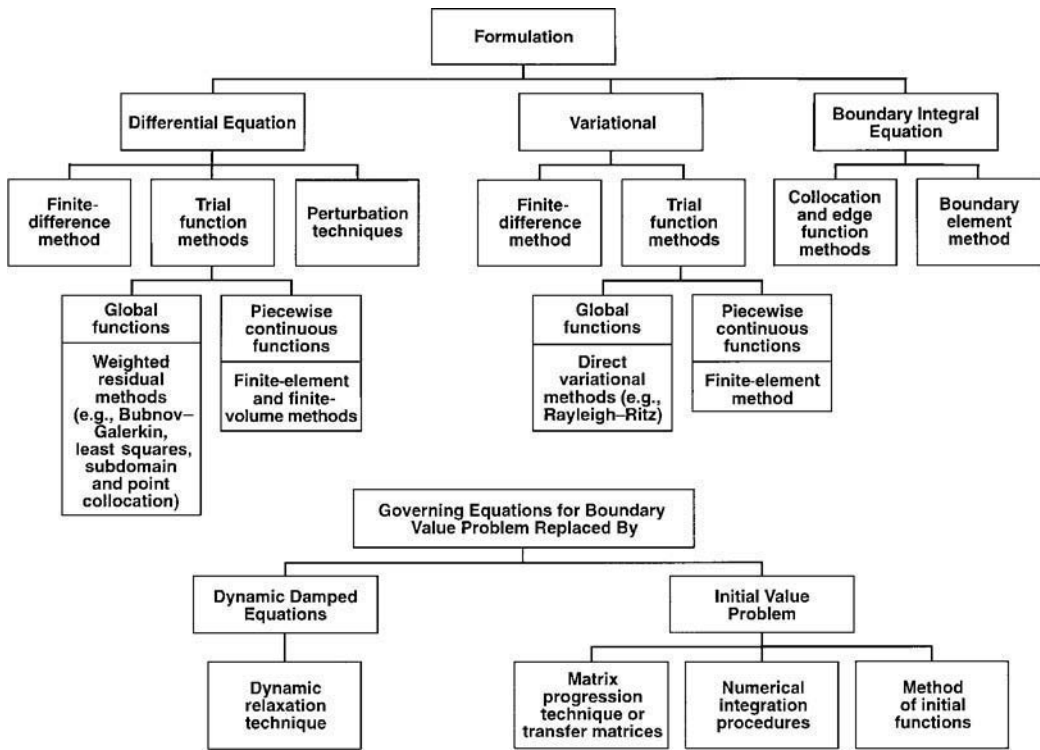 Formulation
Differential Equation
Variational
Boundary Integral
Equation
Finite-
difference
method
Trial
function
methods
Perturbation
techniques
Finite-
difference
method
Trial
function
methods
Collocation
and edge
function
methods
Boundary
element
method
Global
functions
Weighted
residual
methods
(e.g., Bubnov–
Galerkin,
least squares,
subdomain
and point
collocation)
Piecewise
continuous
functions
Finite-element
and finite-
volume methods
Global
functions
Direct
variational
methods (e.g.,
Rayleigh–Ritz)
Piecewise
continuous
functions
Finite-element
method
Governing Equations for Boundary
Value Problem Replaced By
Dynamic Damped
Equations
Initial Value
Problem
Dynamic
relaxation
technique
Matrix
progression
technique or
transfer matrices
Numerical
integration
procedures
Method
of initial
functions